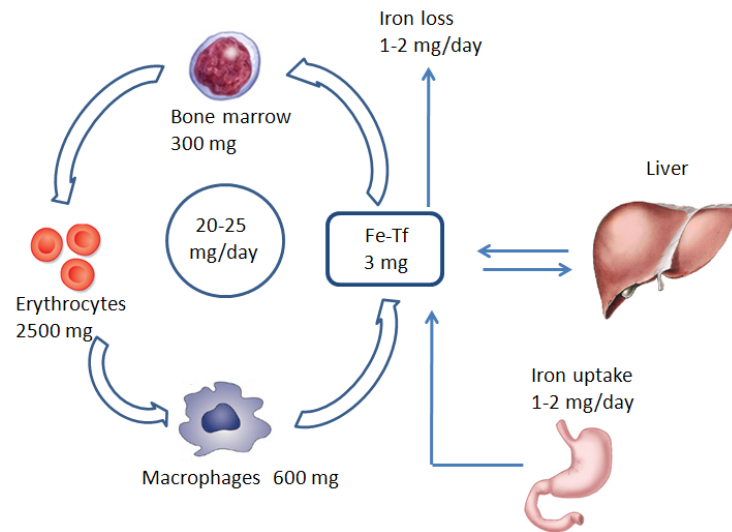 Iron loss
1-2 mg/day
Bone marrow
300 mg
Liver
20-25
mg/day
Fe-Tf
3 mg
Erythrocytes
2500 mg
Iron uptake
1-2 mg/day
Macrophages  600 mg